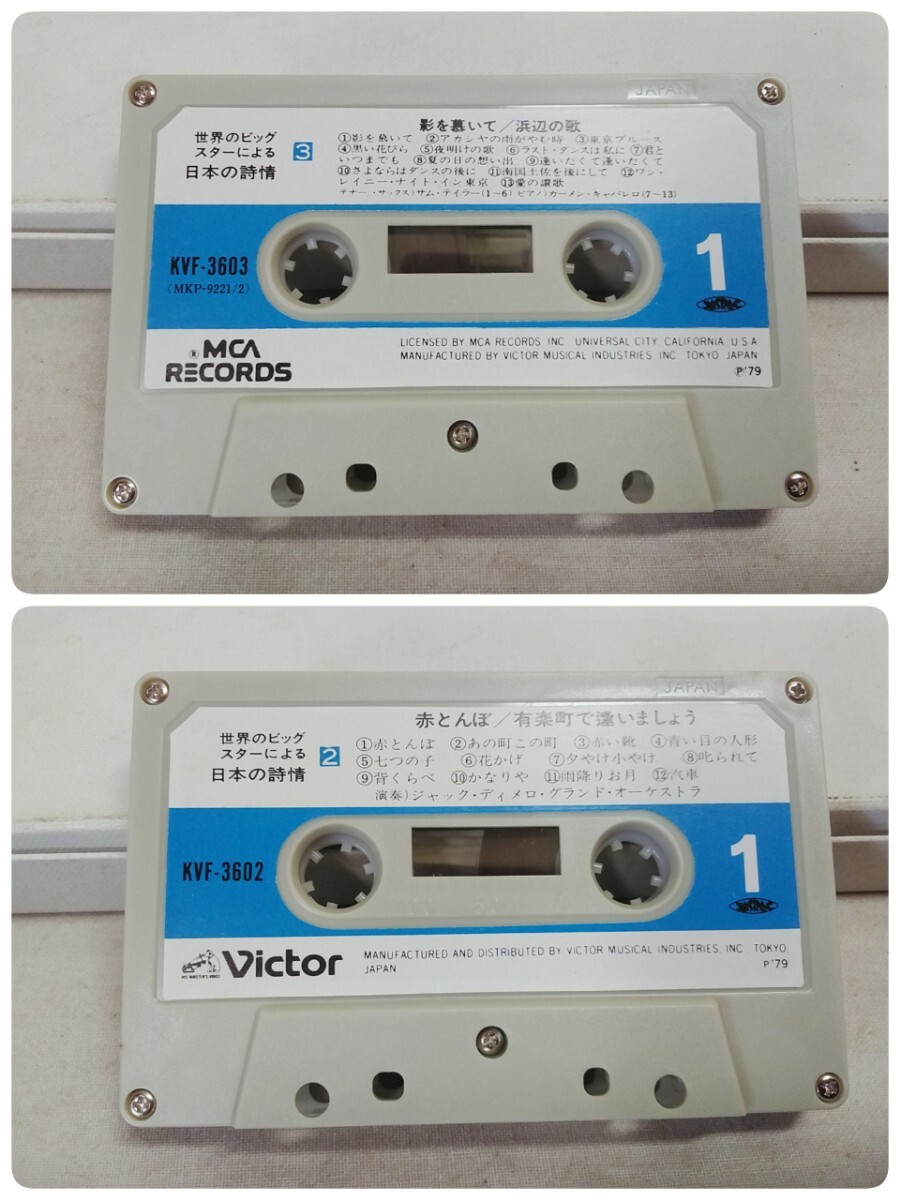 JAPAN
影を慕いて/浜辺の歌
世界のビッグ
スターによる
日本の詩情
3
①影を慕いて ②アカシヤの雨がやむ時 ③東京ブルース
④黒い花びら ⑤夜明けの歌 ⑥ラスト・ダンスは私に ⑦君と
いつまでも ⑧夏の日の想い出 ⑨逢いたくて逢いたくて
⑩さよならはダンスの後に ⑪南国土佐を後にして ⑫ワン・
レイニー・ナイト・イン東京 ⑬愛の讃歌
テナー・サックス)サム・テイラー(1〜6) ピアノ)カーメン・キャバレロ(7〜13)
KVF-3603
(MKP-9221/2)
1
® MCA
RECORDS
LICENSED BY MCA RECORDS INC. UNIVERSAL CITY, CALIFORNIA, U.S.A
MANUFACTURED BY VICTOR MUSICAL INDUSTRIES, INC. TOKYO, JAPAN
Ⓟ'79
JAPAN
赤とんぼ/有楽町で逢いましょう
世界のビッグ
スターによる
日本の詩情
2
①赤とんぼ ②あの町この町 ③赤い靴 ④青い目の人形
⑤七つの子 ⑥花かげ ⑦夕やけ小やけ ⑧叱られて
⑨背くらべ ⑩かなりや ⑪雨降りお月 ⑫汽車
演奏)ジャック・ディメロ・グランド・オーケストラ
KVF-3602
1
HIS MASTER'S VOICE
Victor
MANUFACTURED AND DISTRIBUTED BY VICTOR MUSICAL INDUSTRIES, INC. TOKYO,
JAPAN
P'79